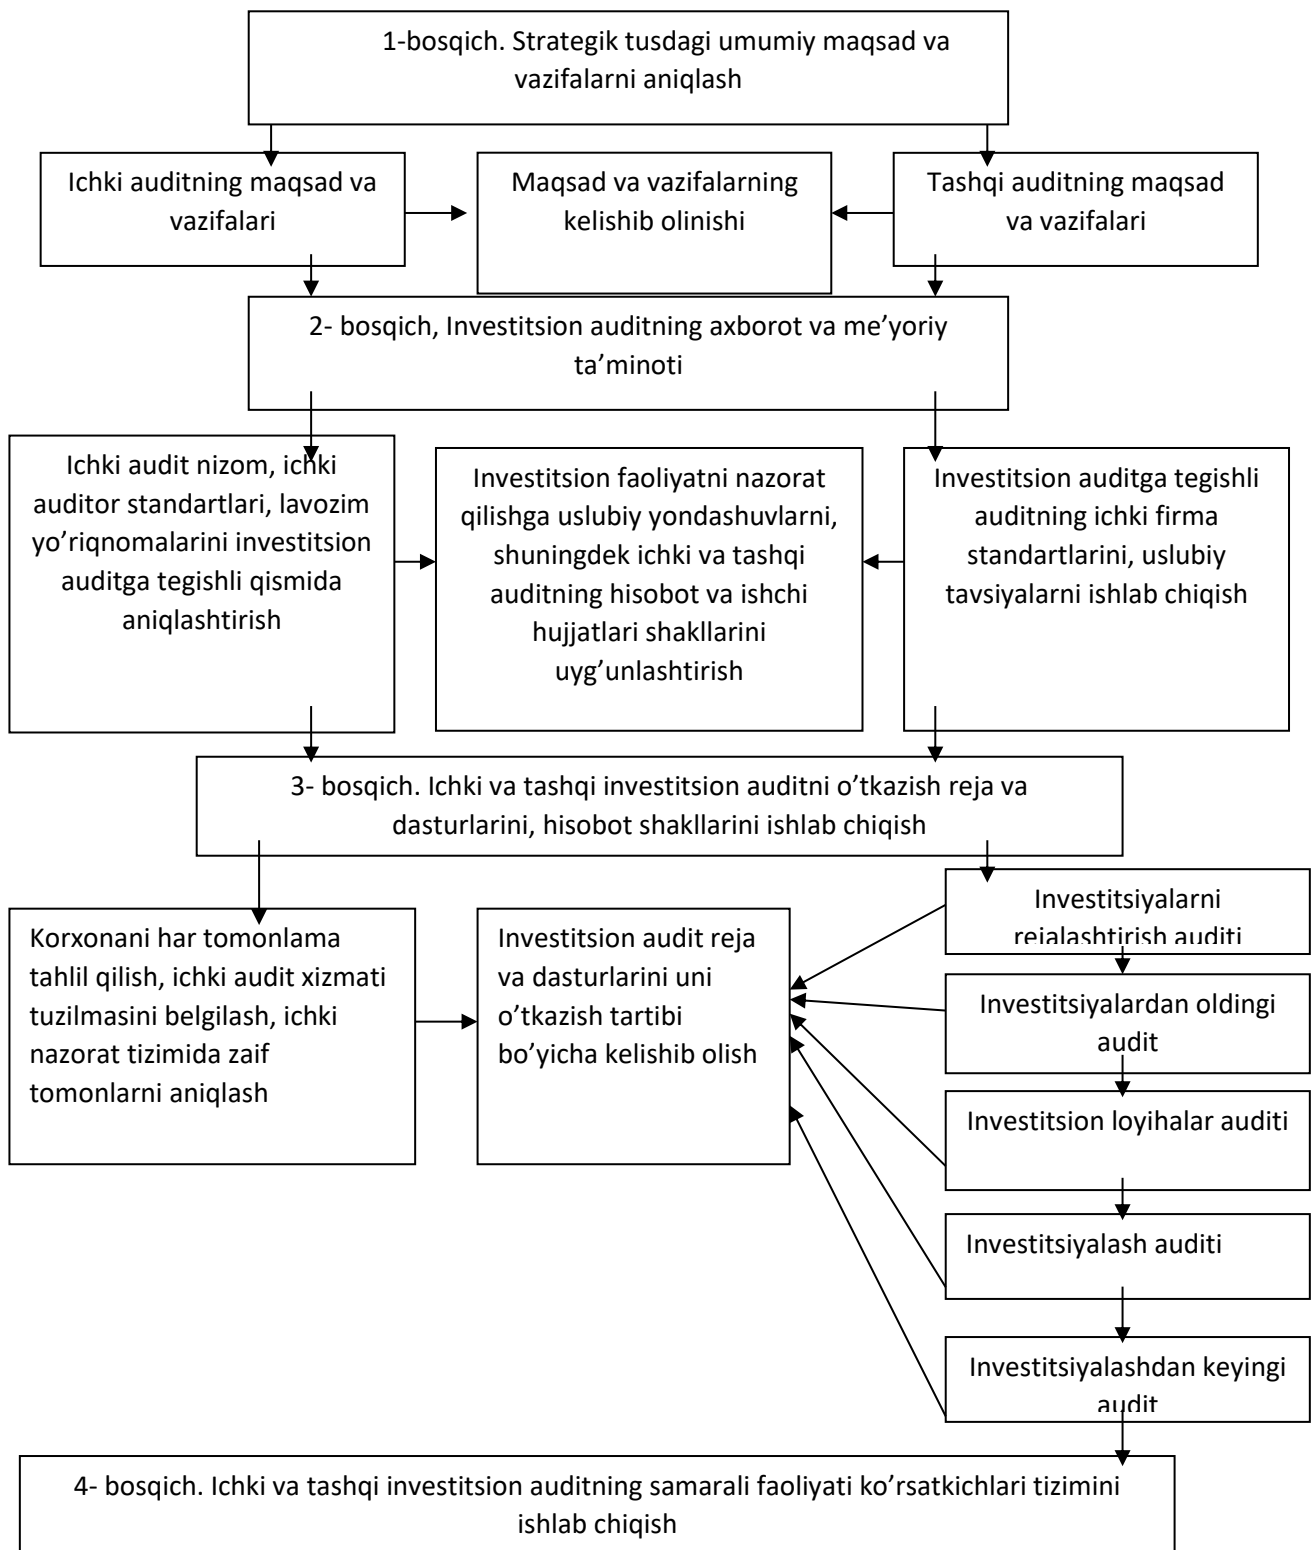 1-bosqich. Strategik tusdagi umumiy maqsad va
vazifalarni aniqlash
Ichki auditning maqsad va
vazifalari
Maqsad va vazifalarning
kelishib olinishi
Tashqi auditning maqsad
va vazifalari
2- bosqich, Investitsion auditning axborot va me’yoriy
ta’minoti
Ichki audit nizom, ichki
auditor standartlari, lavozim
yo’riqnomalarini investitsion
auditga tegishli qismida
aniqlashtirish
Investitsion faoliyatni nazorat
qilishga uslubiy yondashuvlarni,
shuningdek ichki va tashqi
auditning hisobot va ishchi
hujjatlari shakllarini
uyg’unlashtirish
Investitsion auditga tegishli
auditning ichki firma
standartlarini, uslubiy
tavsiyalarni ishlab chiqish
3- bosqich. Ichki va tashqi investitsion auditni o’tkazish reja va
dasturlarini, hisobot shakllarini ishlab chiqish
Korxonani har tomonlama
tahlil qilish, ichki audit xizmati
tuzilmasini belgilash, ichki
nazorat tizimida zaif
tomonlarni aniqlash
Investitsion audit reja
va dasturlarini uni
o’tkazish tartibi
bo’yicha kelishib olish
Investitsiyalarni
rejalashtirish auditi
Investitsiyalardan oldingi
audit
Investitsion loyihalar auditi
Investitsiyalash auditi
Investitsiyalashdan keyingi
audit
4- bosqich. Ichki va tashqi investitsion auditning samarali faoliyati ko’rsatkichlari tizimini
ishlab chiqish